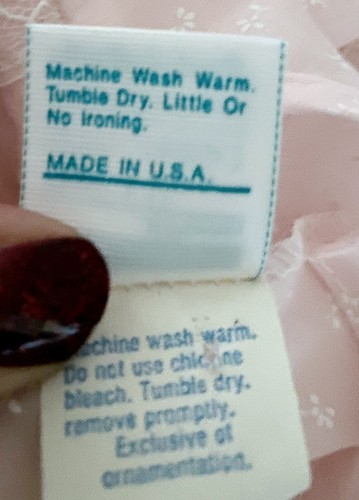 Machine Wash Warm.
Tumble Dry. Little Or
No Ironing.
MADE IN U.S.A.
Machine wash warm.
Do not use chlorine
bleach. Tumble dry.
remove promptly.
Exclusive of
ornamentation.